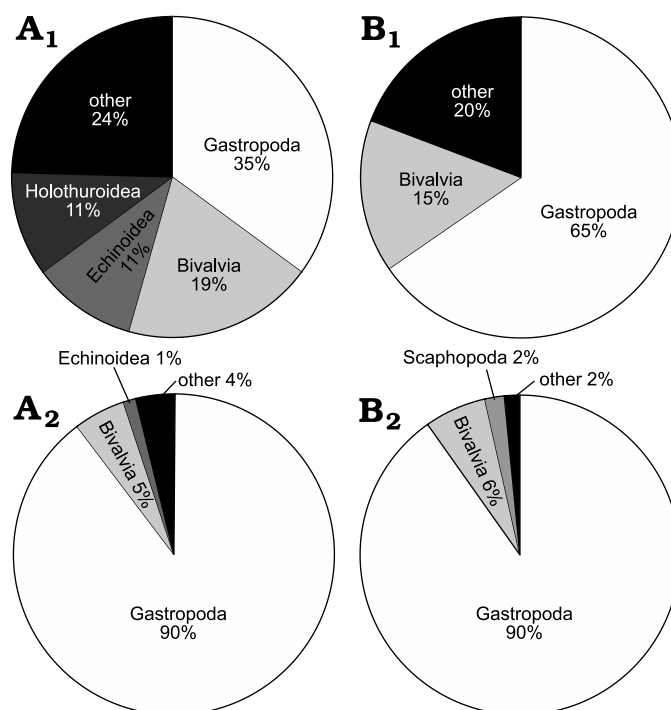 A1
other
24%
Gastropoda
35%
Holothuroidea
11%
Echinoidea
11%
Bivalvia
19%
B1
other
20%
Bivalvia
15%
Gastropoda
65%
A2
Echinoidea 1%
other 4%
Bivalvia 5%
Gastropoda
90%
B2
Scaphopoda 2%
other 2%
Bivalvia 6%
Gastropoda
90%